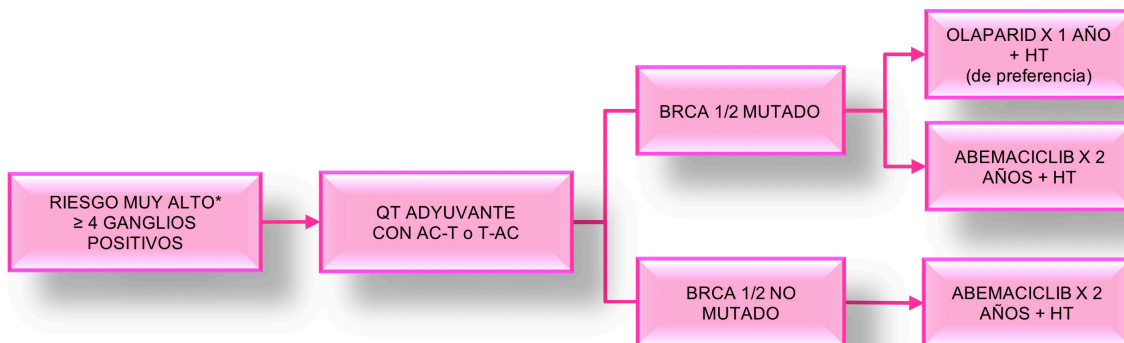 RIESGO MUY ALTO*
≥ 4 GANGLIOS
POSITIVOS
QT ADYUVANTE
CON AC-T o T-AC
BRCA 1/2 MUTADO
OLAPARID X 1 AÑO
+ HT
(de preferencia)
ABEMACICLIB X 2
AÑOS + HT
BRCA 1/2 NO
MUTADO
ABEMACICLIB X 2
AÑOS + HT